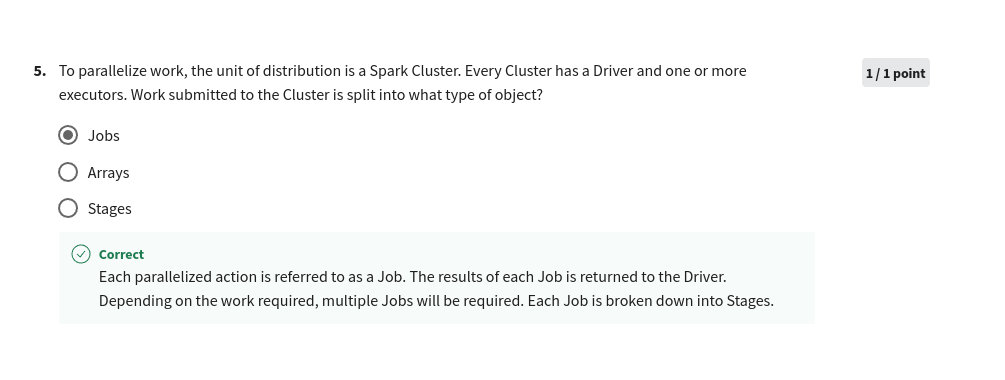 5. To parallelize work, the unit of distribution is a Spark Cluster. Every Cluster has a Driver and one or more
1 / 1 point
executors. Work submitted to the Cluster is split into what type of object?
Jobs
Arrays
Stages
Correct
Each parallelized action is referred to as a Job. The results of each Job is returned to the Driver.
Depending on the work required, multiple Jobs will be required. Each Job is broken down into Stages.